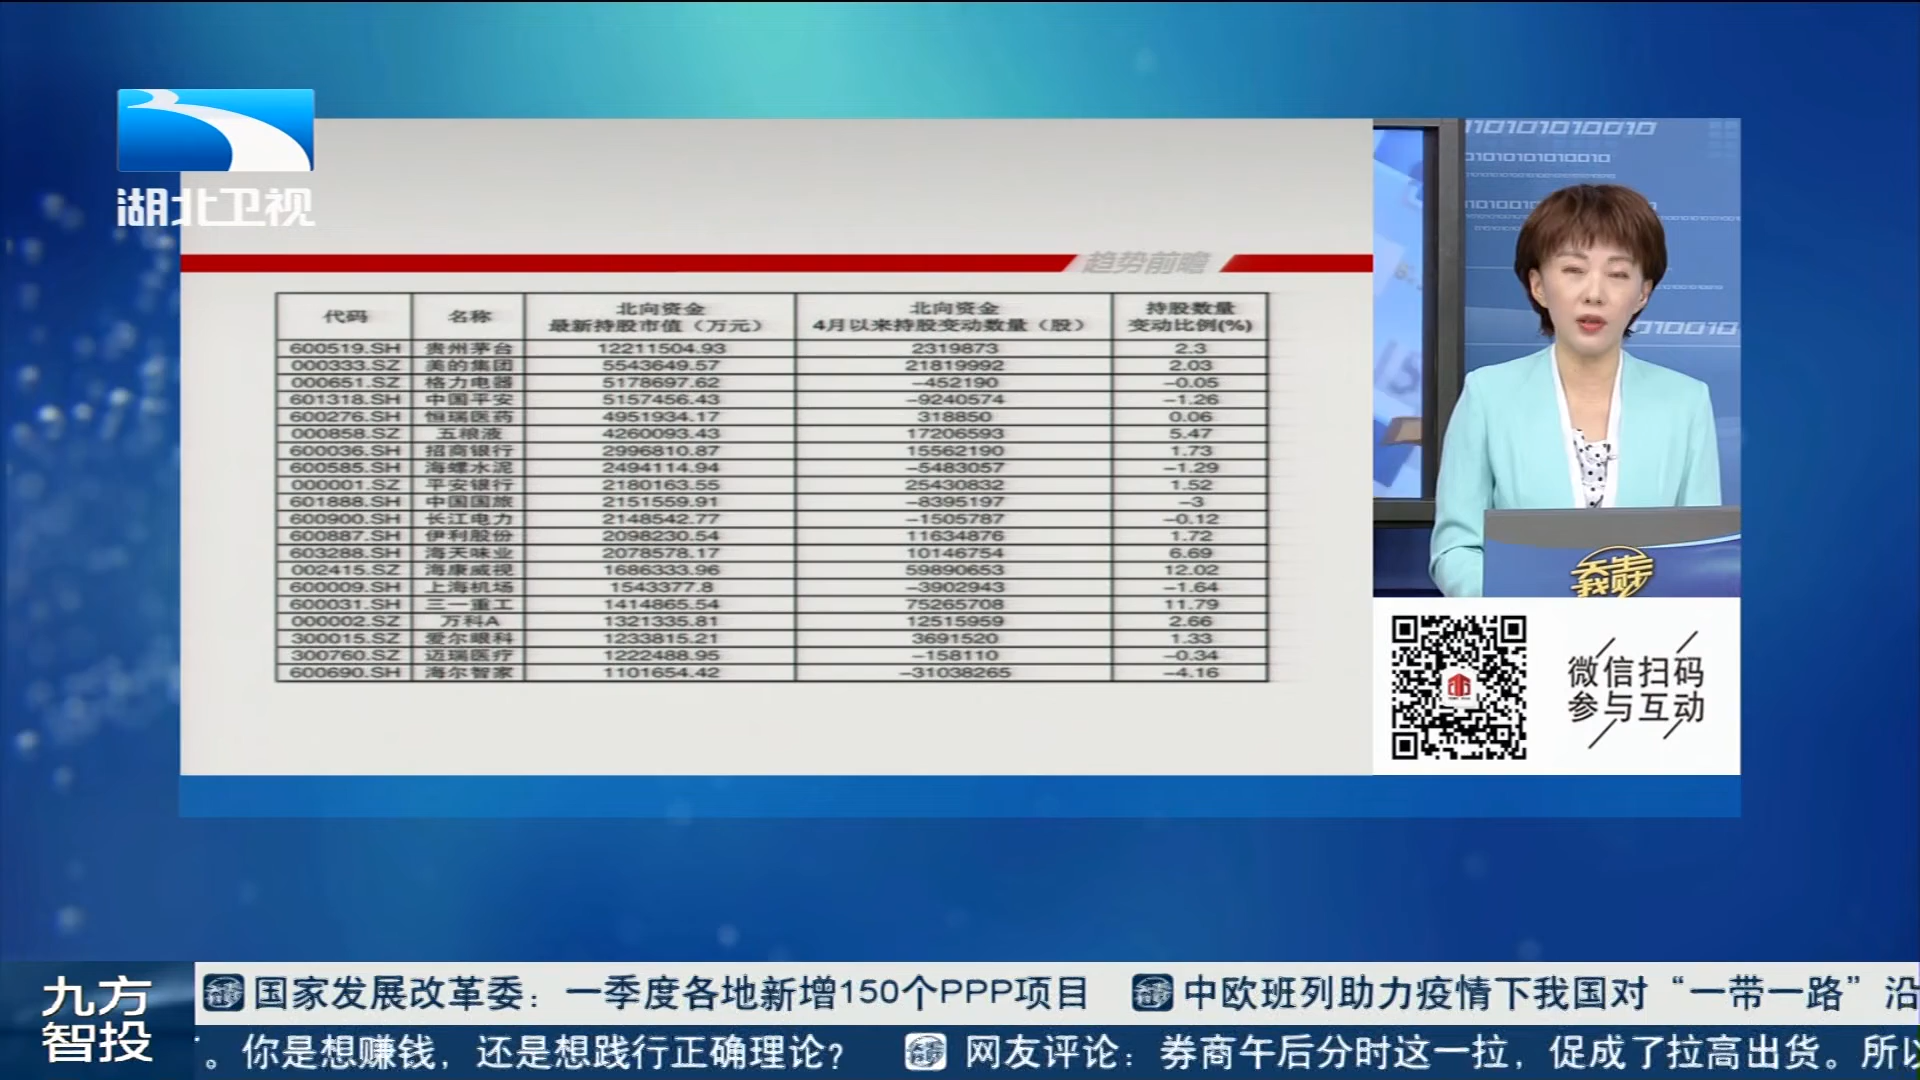 湖北卫视
趋势前瞻
代码 名称 北向资金 最新持股市值（万元） 北向资金 4月以来持股变动数量（股） 持股数量 变动比例(%)
600519.SH 贵州茅台 12211504.93 2319873 2.3
000333.SZ 美的集团 5543649.57 21819992 2.03
000651.SZ 格力电器 5178697.62 -452190 -0.05
601318.SH 中国平安 5157456.43 -9240574 -1.26
600276.SH 恒瑞医药 4951934.17 318850 0.06
000858.SZ 五粮液 4260093.43 17206593 5.47
600036.SH 招商银行 2996810.87 15562190 1.73
600585.SH 海螺水泥 2494114.94 -5483057 -1.29
000001.SZ 平安银行 2180163.55 25430832 1.52
601888.SH 中国国旅 2151559.91 -8395197 -3
600900.SH 长江电力 2148542.77 -1505787 -0.12
600887.SH 伊利股份 2098230.54 11634876 1.72
603288.SH 海天味业 2078578.17 10146754 6.69
002415.SZ 海康威视 1686333.96 59890653 12.02
600009.SH 上海机场 1543377.8 -3902943 -1.64
600031.SH 三一重工 1414865.54 75265708 11.79
000002.SZ 万科A 1321335.81 12515959 2.66
300015.SZ 爱尔眼科 1233815.21 3691520 1.33
300760.SZ 迈瑞医疗 1222488.95 -158110 -0.34
600690.SH 海尔智家 1101654.42 -31038265 -4.16
微信扫码
参与互动
九方
智投
国家发展改革委：一季度各地新增150个PPP项目 中欧班列助力疫情下我国对“一带一路”沿
。你是想赚钱，还是想践行正确理论？ 网友评论：券商午后分时这一拉，促成了拉高出货。所以